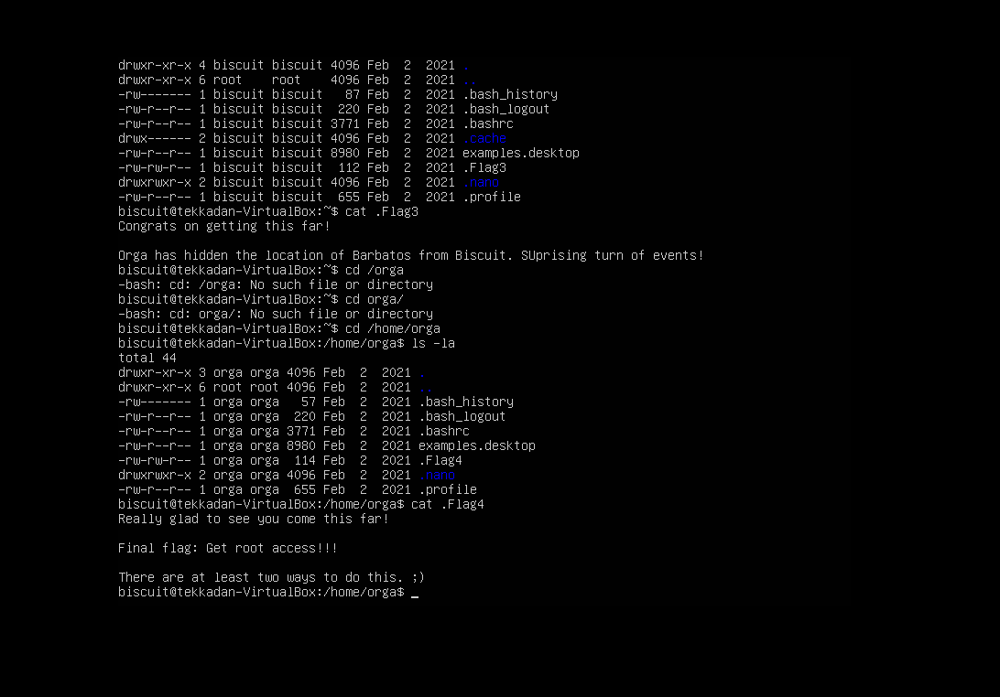 drwxr-xr-x 4 biscuit biscuit 4096 Feb  2  2021 .
drwxr-xr-x 6 root    root    4096 Feb  2  2021 ..
-rw------- 1 biscuit biscuit   87 Feb  2  2021 .bash_history
-rw-r--r-- 1 biscuit biscuit  220 Feb  2  2021 .bash_logout
-rw-r--r-- 1 biscuit biscuit 3771 Feb  2  2021 .bashrc
drwx------ 2 biscuit biscuit 4096 Feb  2  2021 .cache
-rw-r--r-- 1 biscuit biscuit 8980 Feb  2  2021 examples.desktop
-rw-rw-r-- 1 biscuit biscuit  112 Feb  2  2021 .Flag3
drwxrwxr-x 2 biscuit biscuit 4096 Feb  2  2021 .nano
-rw-r--r-- 1 biscuit biscuit  655 Feb  2  2021 .profile
biscuit@tekkadan-VirtualBox:~$ cat .Flag3
Congrats on getting this far!

Orga has hidden the location of Barbatos from Biscuit. SUprising turn of events!
biscuit@tekkadan-VirtualBox:~$ cd /orga
-bash: cd: /orga: No such file or directory
biscuit@tekkadan-VirtualBox:~$ cd orga/
-bash: cd: orga/: No such file or directory
biscuit@tekkadan-VirtualBox:~$ cd /home/orga
biscuit@tekkadan-VirtualBox:/home/orga$ ls -la
total 44
drwxr-xr-x 3 orga orga 4096 Feb  2  2021 .
drwxr-xr-x 6 root root 4096 Feb  2  2021 ..
-rw------- 1 orga orga   57 Feb  2  2021 .bash_history
-rw-r--r-- 1 orga orga  220 Feb  2  2021 .bash_logout
-rw-r--r-- 1 orga orga 3771 Feb  2  2021 .bashrc
-rw-r--r-- 1 orga orga 8980 Feb  2  2021 examples.desktop
-rw-rw-r-- 1 orga orga  114 Feb  2  2021 .Flag4
drwxrwxr-x 2 orga orga 4096 Feb  2  2021 .nano
-rw-r--r-- 1 orga orga  655 Feb  2  2021 .profile
biscuit@tekkadan-VirtualBox:/home/orga$ cat .Flag4
Really glad to see you come this far!

Final flag: Get root access!!!

There are at least two ways to do this. ;)
biscuit@tekkadan-VirtualBox:/home/orga$ _